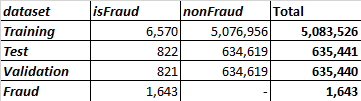 dataset isFraud nonFraud Total
Training 6,570 5,076,956 5,083,526
Test 822 634,619 635,441
Validation 821 634,619 635,440
Fraud 1,643 - 1,643